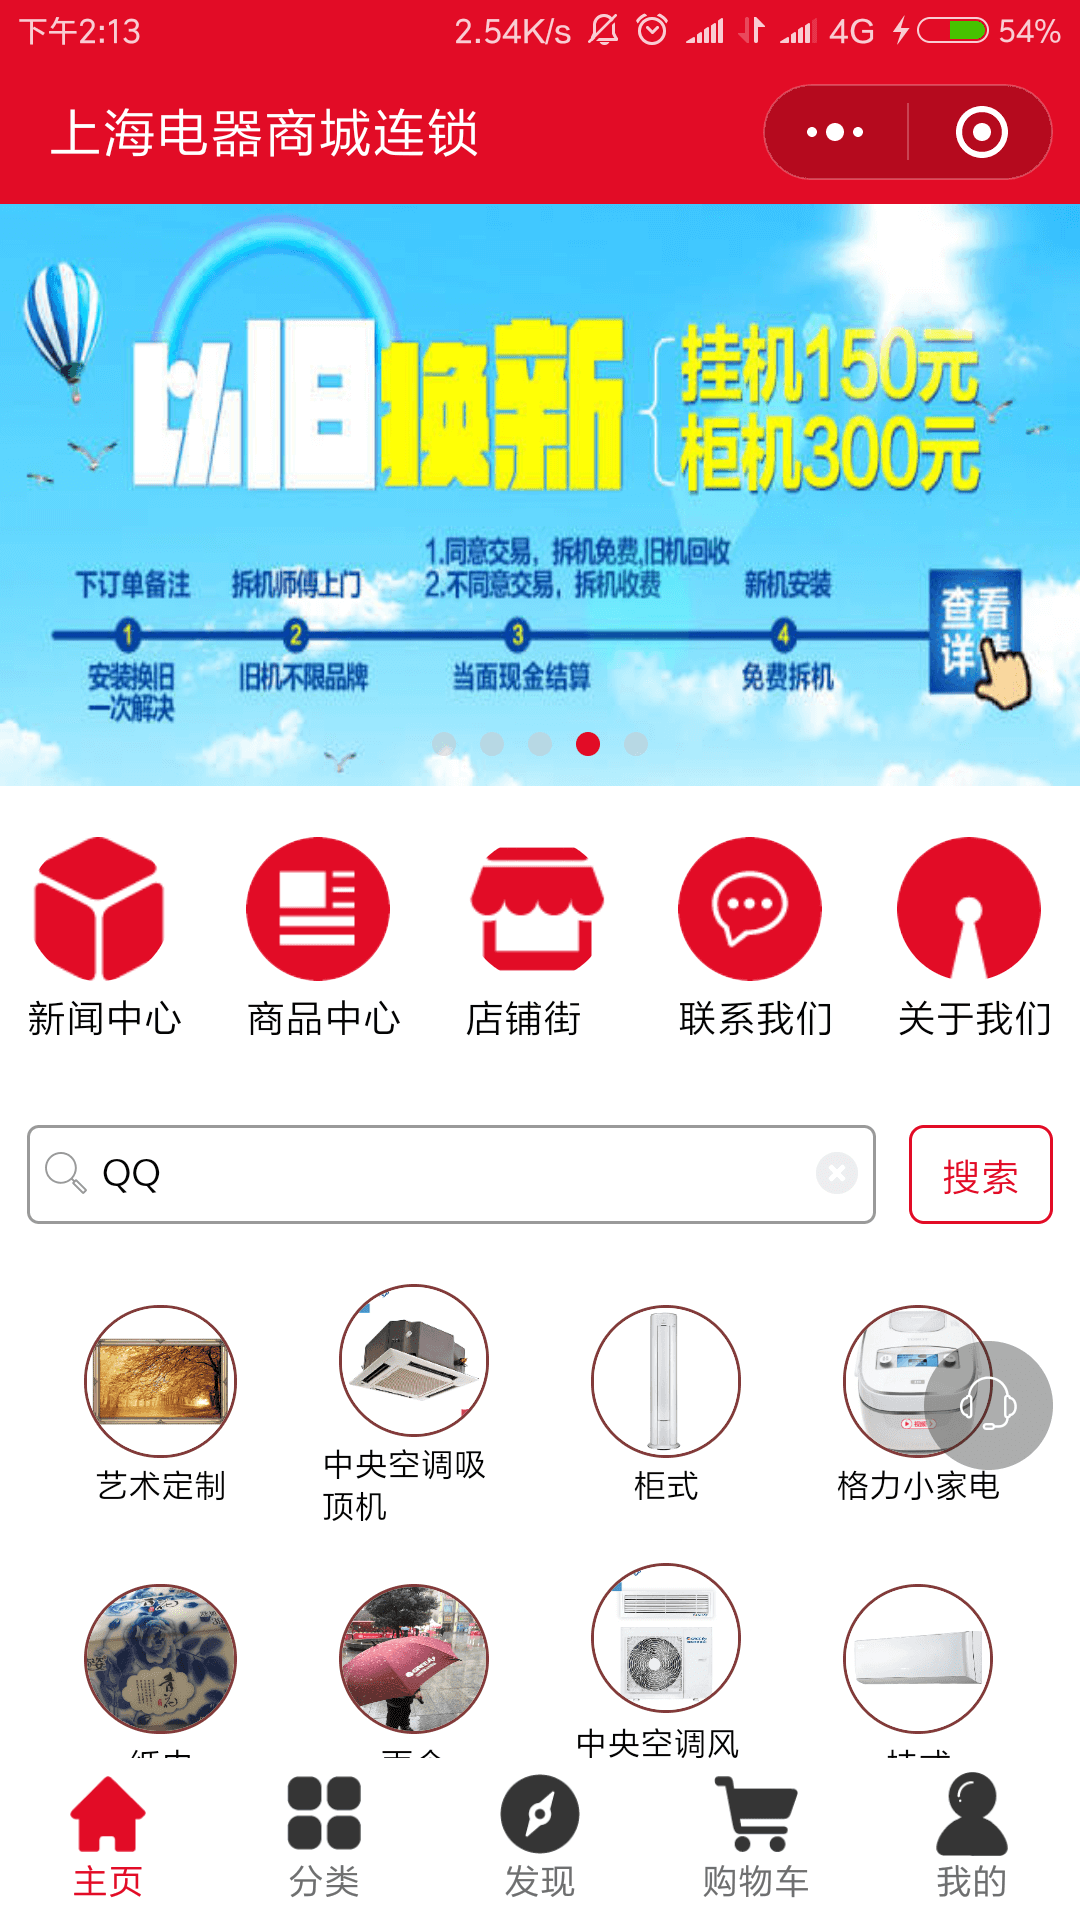 下午2:13
2.54K/s 4G 54%
上海电器商城连锁
以旧换新
挂机150元
柜机300元
1.同意交易，拆机免费,旧机回收
下订单备注 拆机师傅上门 2.不同意交易，拆机收费 新机安装
查看
1 2 3 4
详情
安装换旧 旧机不限品牌 当面现金结算 免费拆机
一次解决
新闻中心 商品中心 店铺街 联系我们 关于我们
QQ 搜索
艺术定制 中央空调吸 柜式 格力小家电
顶机
GREE
中央空调风
主页 分类 发现 购物车 我的